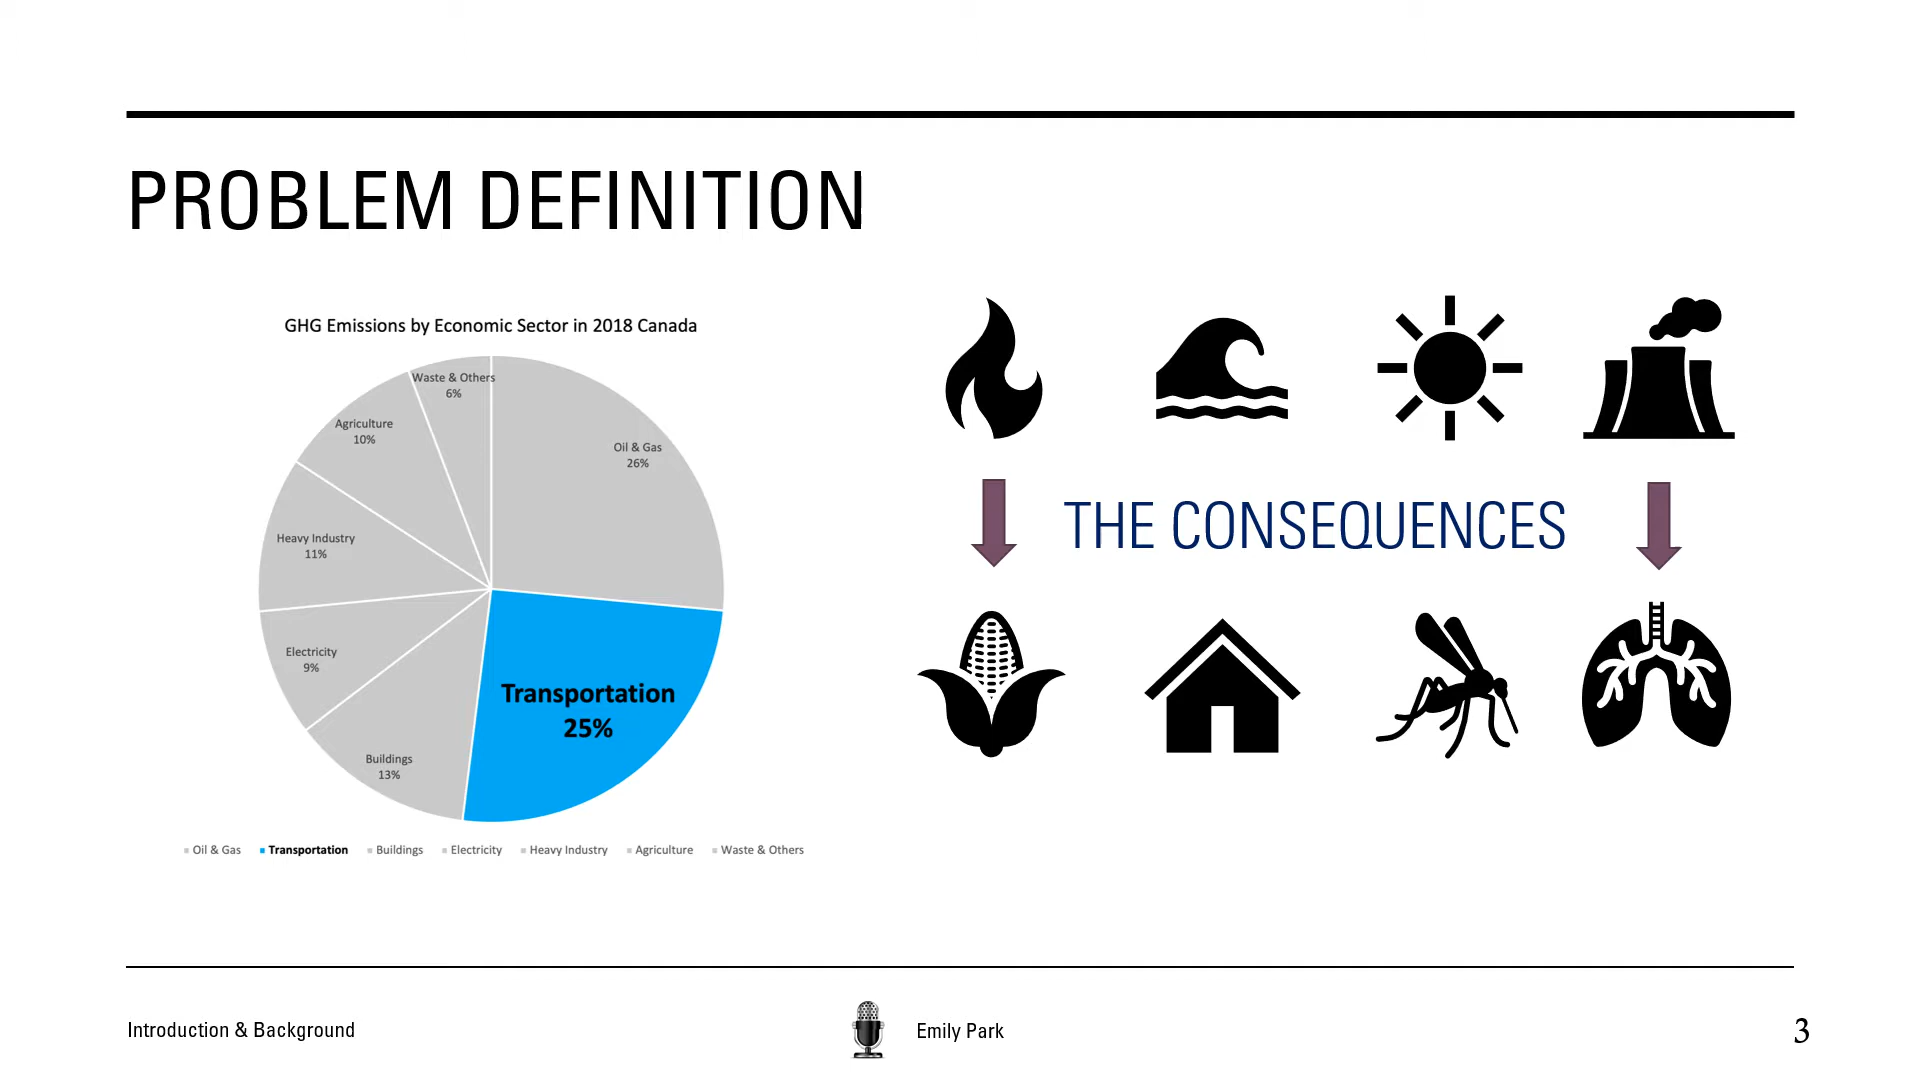 PROBLEM DEFINITION
GHG Emissions by Economic Sector in 2018 Canada
Waste & Others
6%
Agriculture
10%
Oil & Gas
26%
Heavy Industry
11%
Electricity
9%
Transportation
25%
Buildings
13%
Oil & Gas Transportation Buildings Electricity Heavy Industry Agriculture Waste & Others
THE CONSEQUENCES
Introduction & Background
Emily Park
3